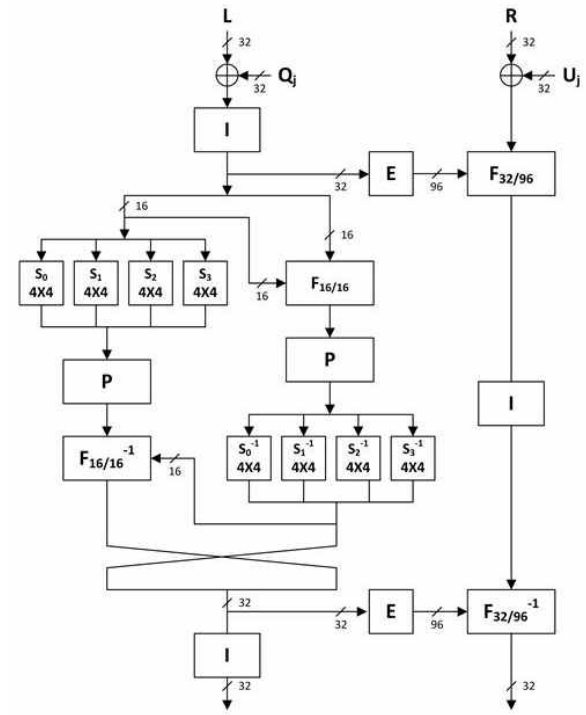 L R
32 32
Qj Uj
32 32
I
E F32/96
32 96
16
16
S0 S1 S2 S3
4X4 4X4 4X4 4X4
16
F16/16
P
P
I
F16/16-1
16
S0-1 S1-1 S2-1 S3-1
4X4 4X4 4X4 4X4
32
E F32/96-1
32 96
I
32 32